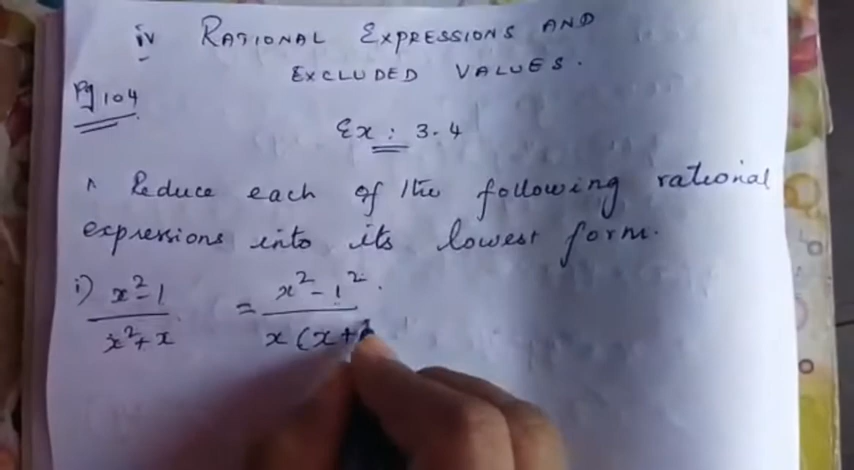 iv RATIONAL EXPRESSIONS AND
EXCLUDED VALUES.
Pg 104
Ex: 3.4
1 Reduce each of the following rational
expressions into its lowest form.
i) x²-1 / x²+x = x²-1² / x(x+